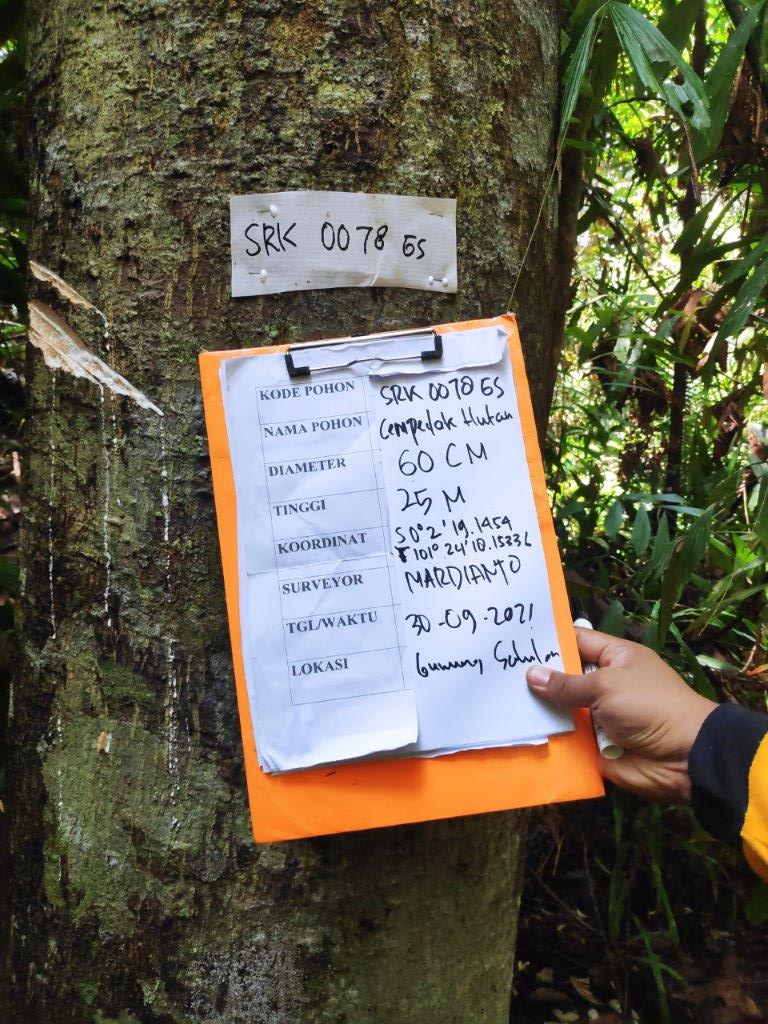 SRK 0078 ES
KODE POHON SRK 0078 ES
NAMA POHON Cempedak Hutan
DIAMETER 60 CM
TINGGI 25 M
KOORDINAT S 0° 2' 19.1454
101° 24' 10.15336
SURVEYOR MARDIANTO
TGL/WAKTU 30-09-2021
LOKASI Gunung Sahilan